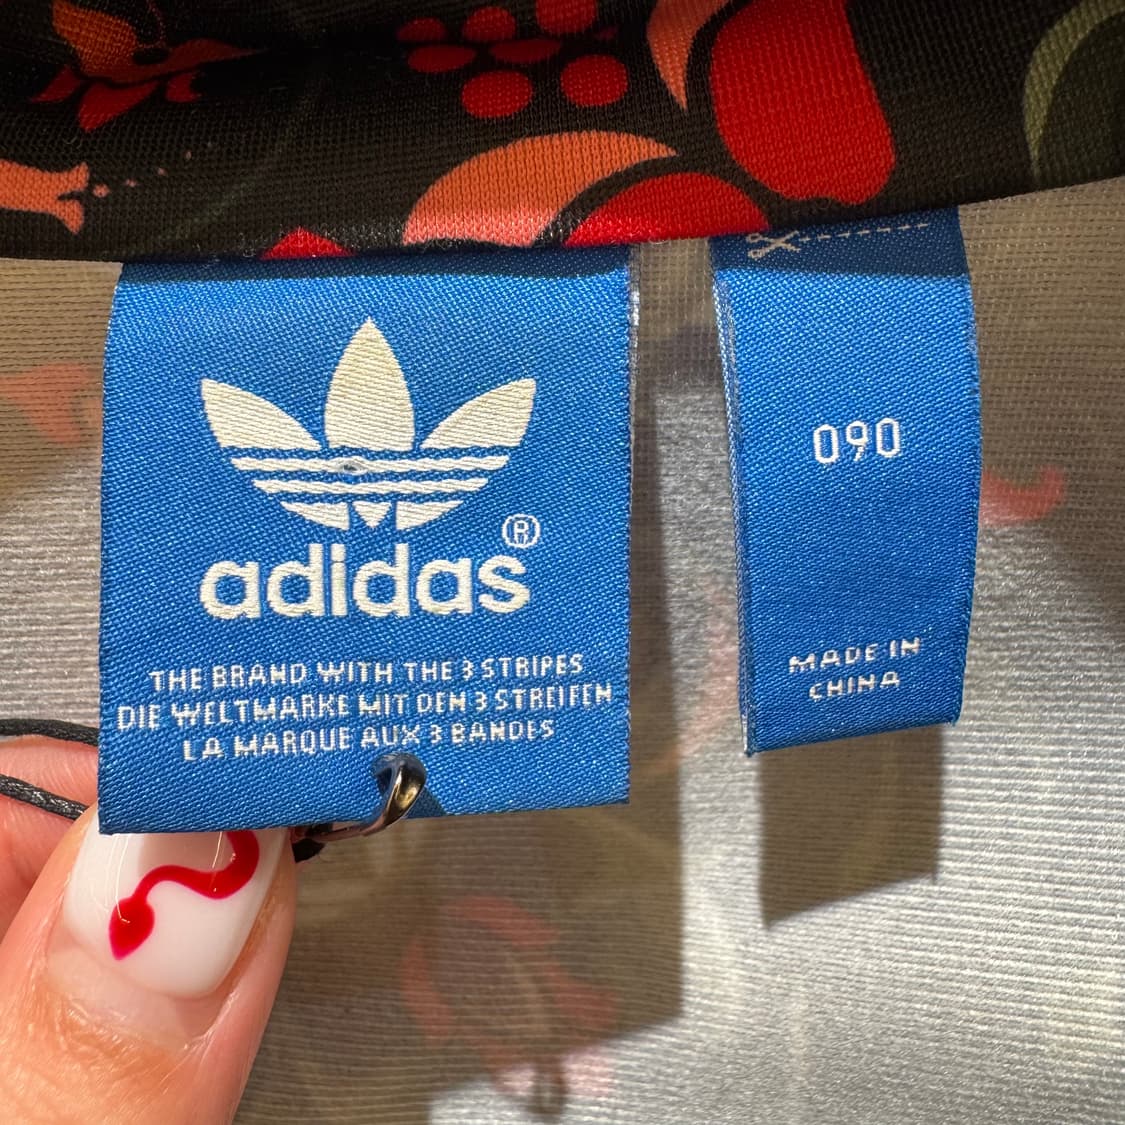 adidas®
THE BRAND WITH THE 3 STRIPES
DIE WELTMARKE MIT DEN 3 STREIFEN
LA MARQUE AUX 3 BANDES
090
MADE IN
CHINA